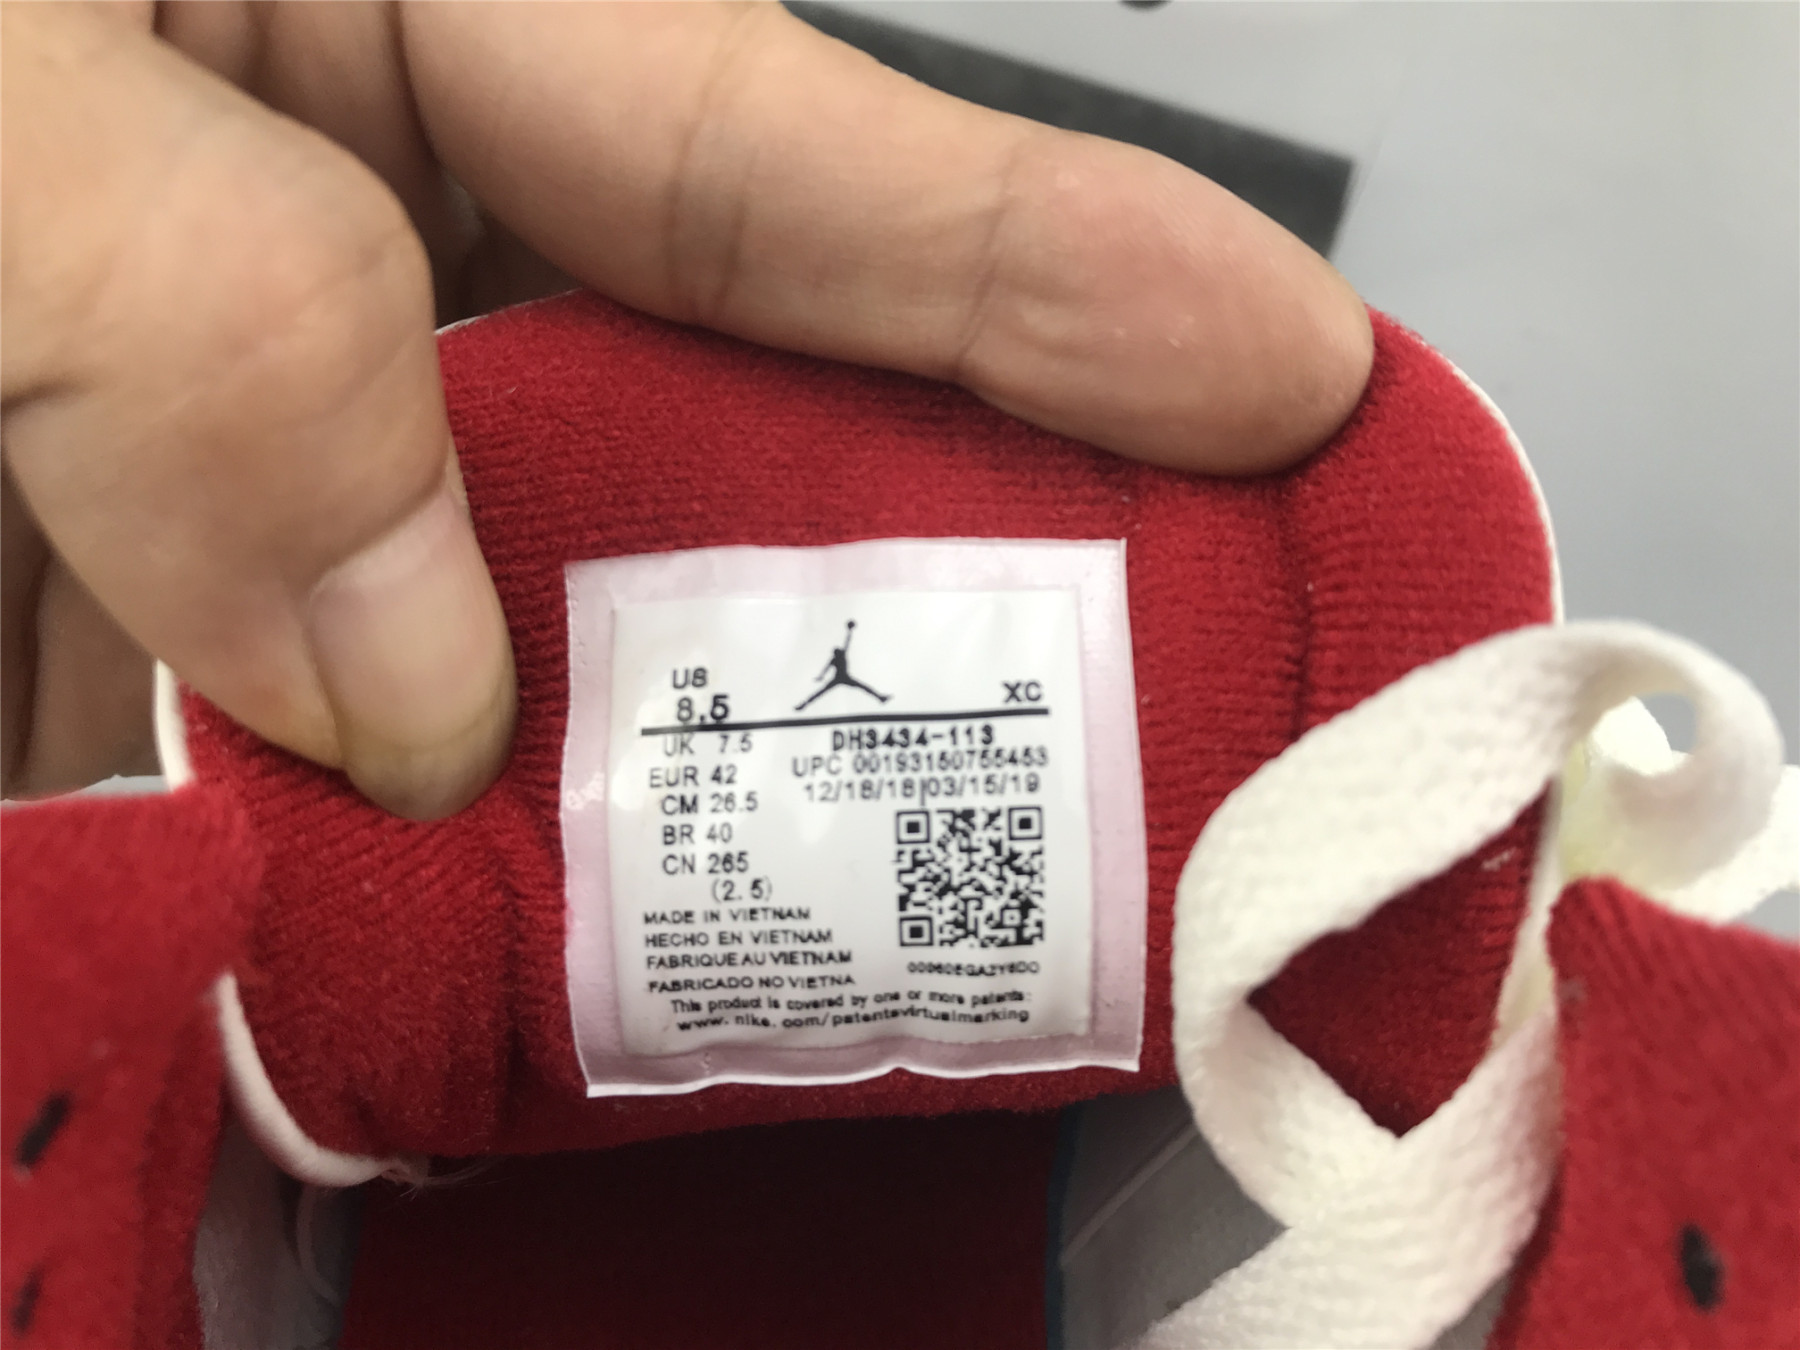 US
8.5
XC
UK 7.5
DH3434-113
EUR 42
UPC 00193150755453
CM 26.5
12/18/18|03/15/19
BR 40
CN 265
(2.5)
MADE IN VIETNAM
HECHO EN VIETNAM
FABRIQUE AU VIETNAM
FABRICADO NO VIETNA
This product is covered by one or more patents:
www.nike.com/patentsvirtualmarking